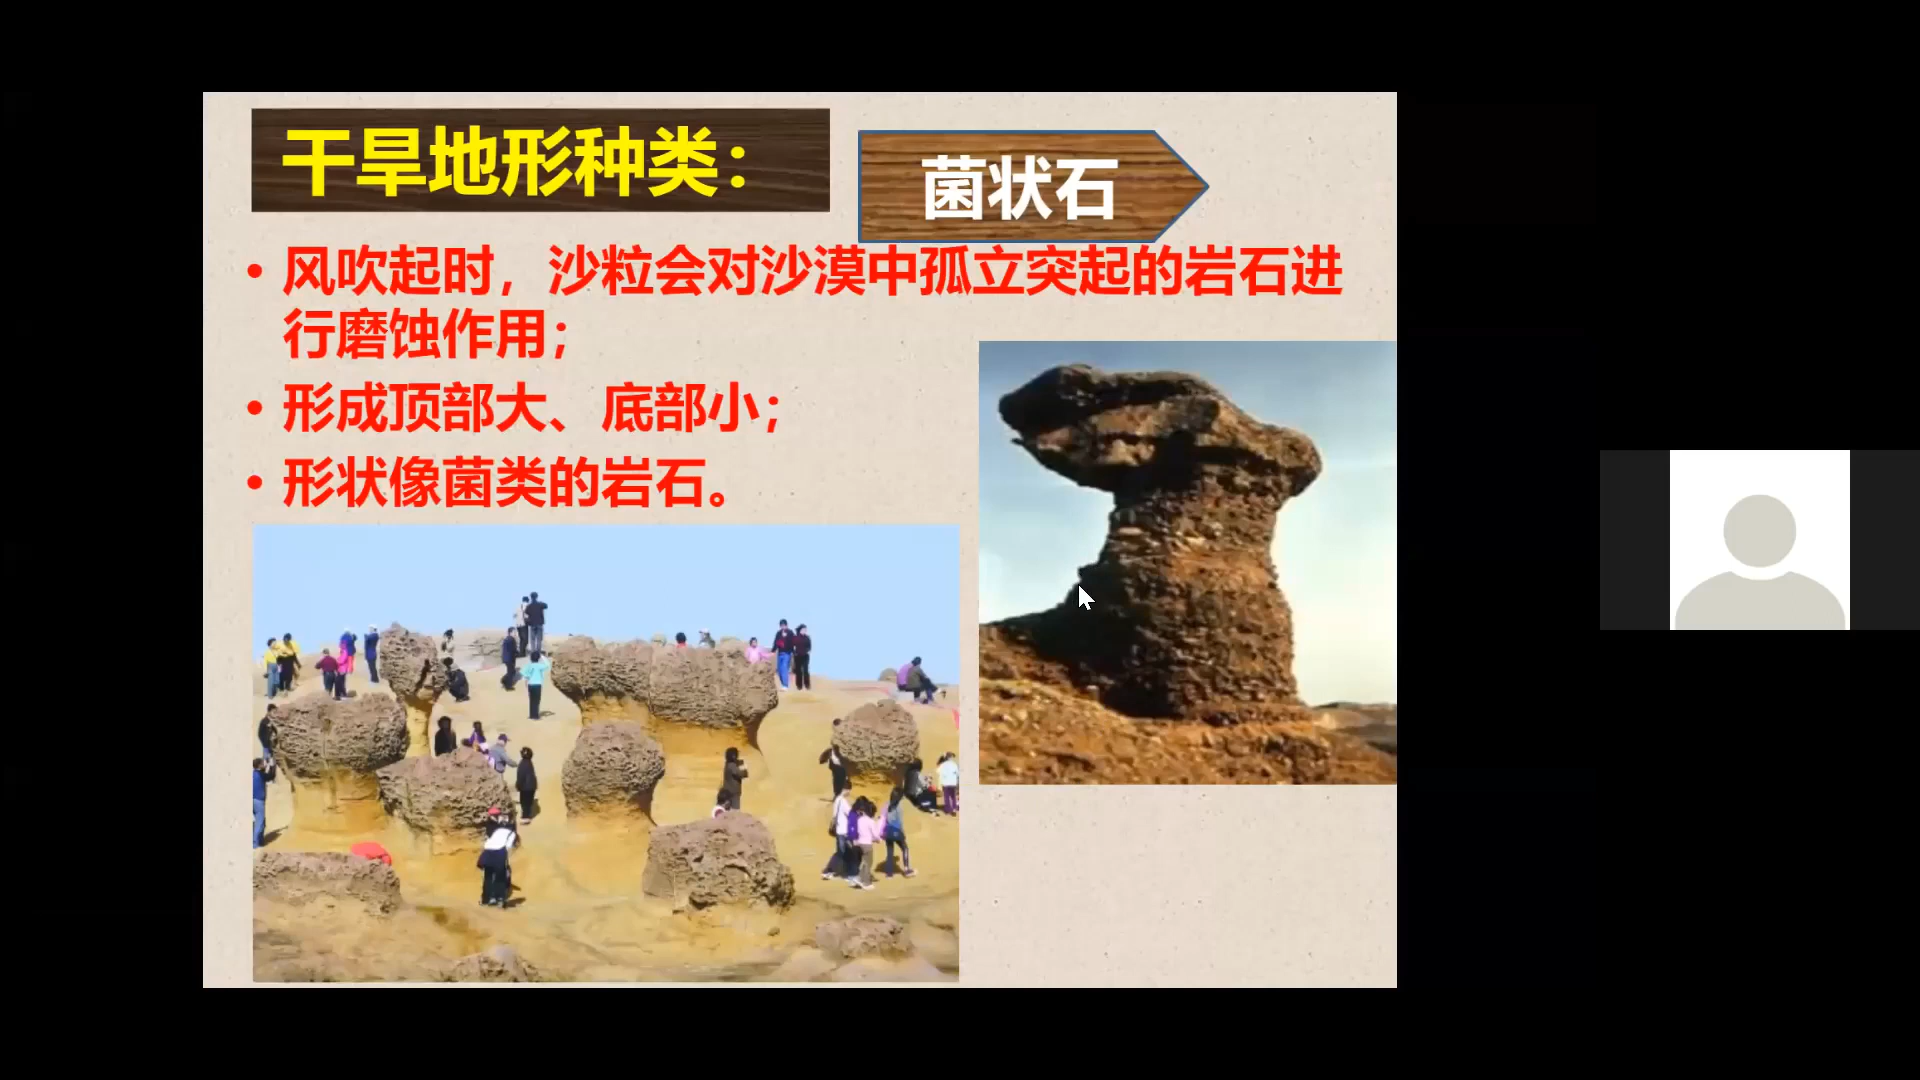 干旱地形种类：
菌状石
• 风吹起时，沙粒会对沙漠中孤立突起的岩石进
行磨蚀作用；
• 形成顶部大、底部小；
• 形状像菌类的岩石。